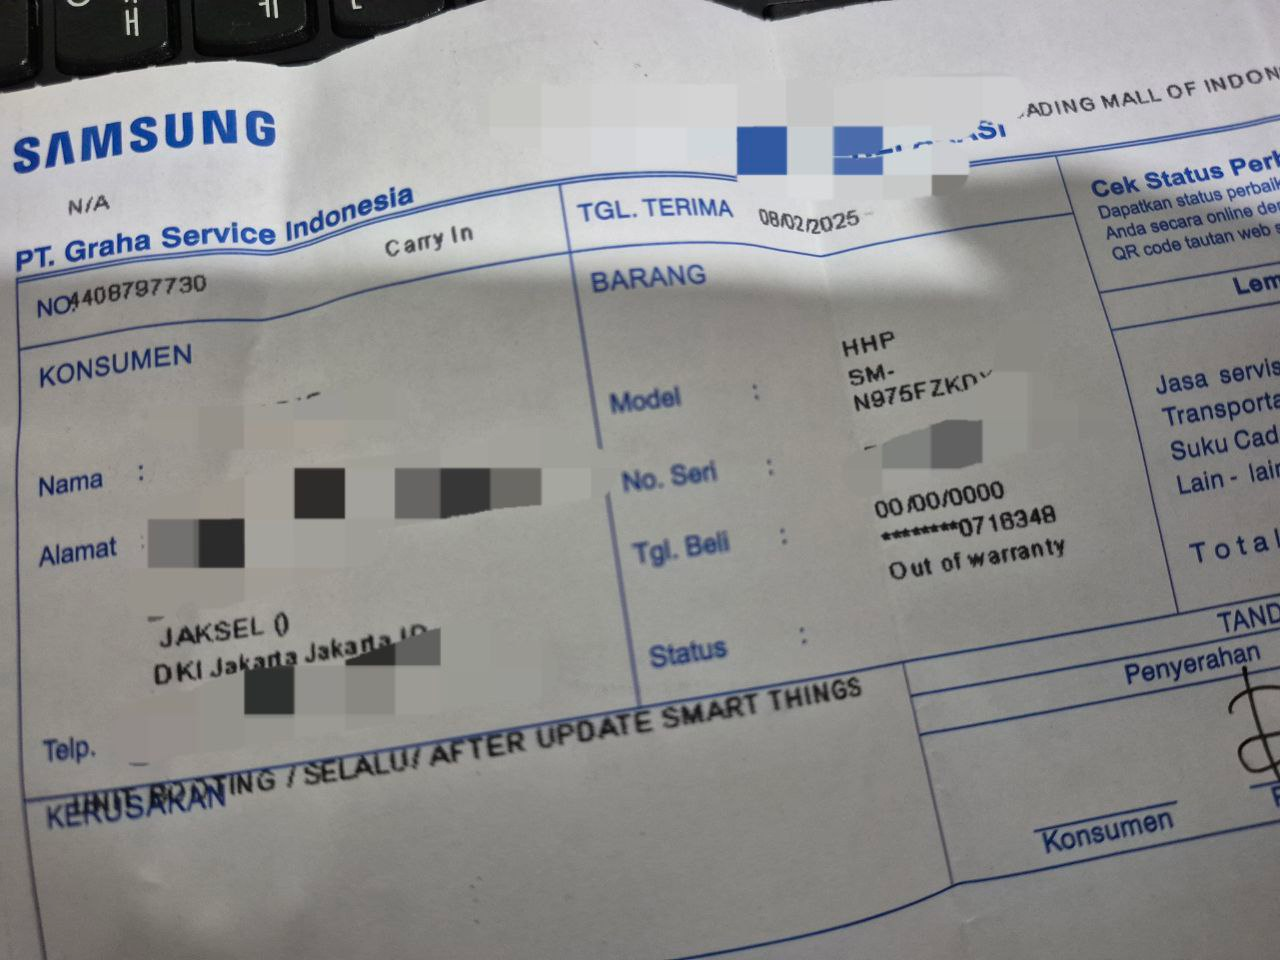 ㅐ
ㅔ
SAMSUNG
ADING MALL OF INDON
N/A
PT. Graha Service Indonesia
Carry In
TGL. TERIMA 08/02/2025
Cek Status Perb
Dapatkan status perbaik
Anda secara online den
QR code tautan web s
NO. 4408797730
BARANG
KONSUMEN
HHP
SM-
Model : N975FZKD
Nama :
No. Seri :
Alamat :
00/00/0000
Tgl. Beli : ********0718348
Out of warranty
JAKSEL 0
DKI Jakarta Jakarta ID
Status :
Telp.
Lem
Jasa servis
Transporta
Suku Cad
Lain - lain
Total
TAND
Penyerahan
UNIT BOOTING / SELALU/ AFTER UPDATE SMART THINGS
KERUSAKAN
Konsumen